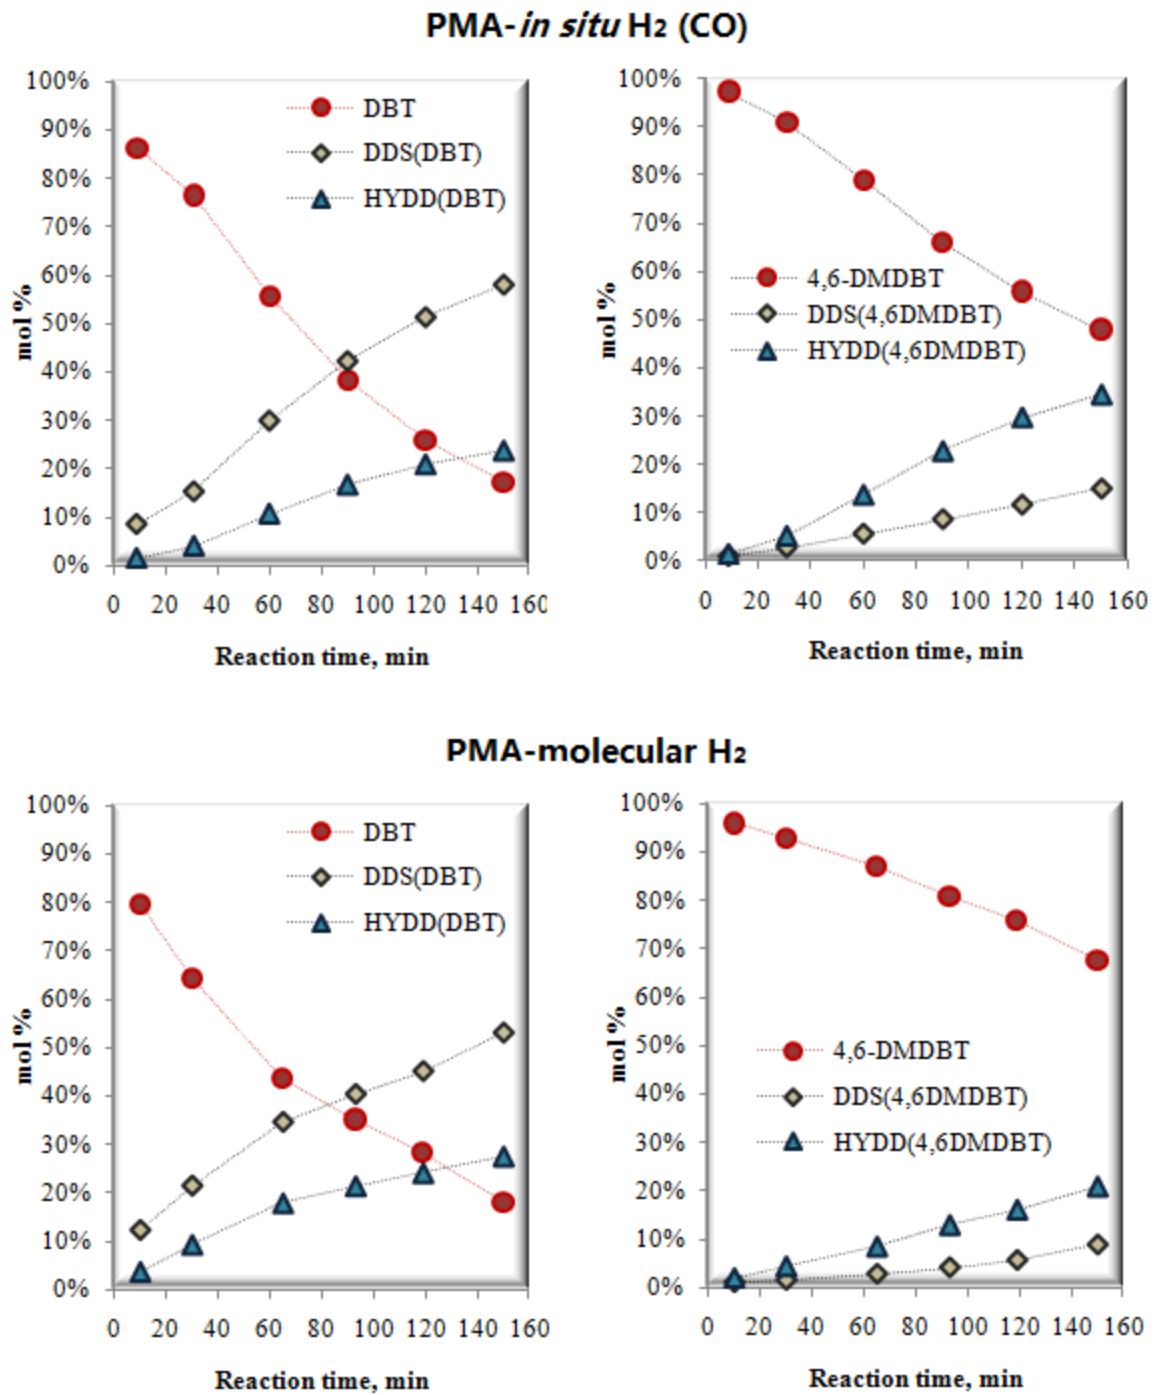 PMA-in situ H2 (CO)
100%
90%
80%
70%
60%
50%
40%
30%
20%
10%
0%
mol %
DBT
DDS(DBT)
HYDD(DBT)
0 20 40 60 80 100 120 140 160
Reaction time, min
100%
90%
80%
70%
60%
50%
40%
30%
20%
10%
0%
mol %
4,6-DMDBT
DDS(4,6DMDBT)
HYDD(4,6DMDBT)
0 20 40 60 80 100 120 140 160
Reaction time, min
PMA-molecular H2
100%
90%
80%
70%
60%
50%
40%
30%
20%
10%
0%
mol %
DBT
DDS(DBT)
HYDD(DBT)
0 20 40 60 80 100 120 140 160
Reaction time, min
100%
90%
80%
70%
60%
50%
40%
30%
20%
10%
0%
mol %
4,6-DMDBT
DDS(4,6DMDBT)
HYDD(4,6DMDBT)
0 20 40 60 80 100 120 140 160
Reaction time, min